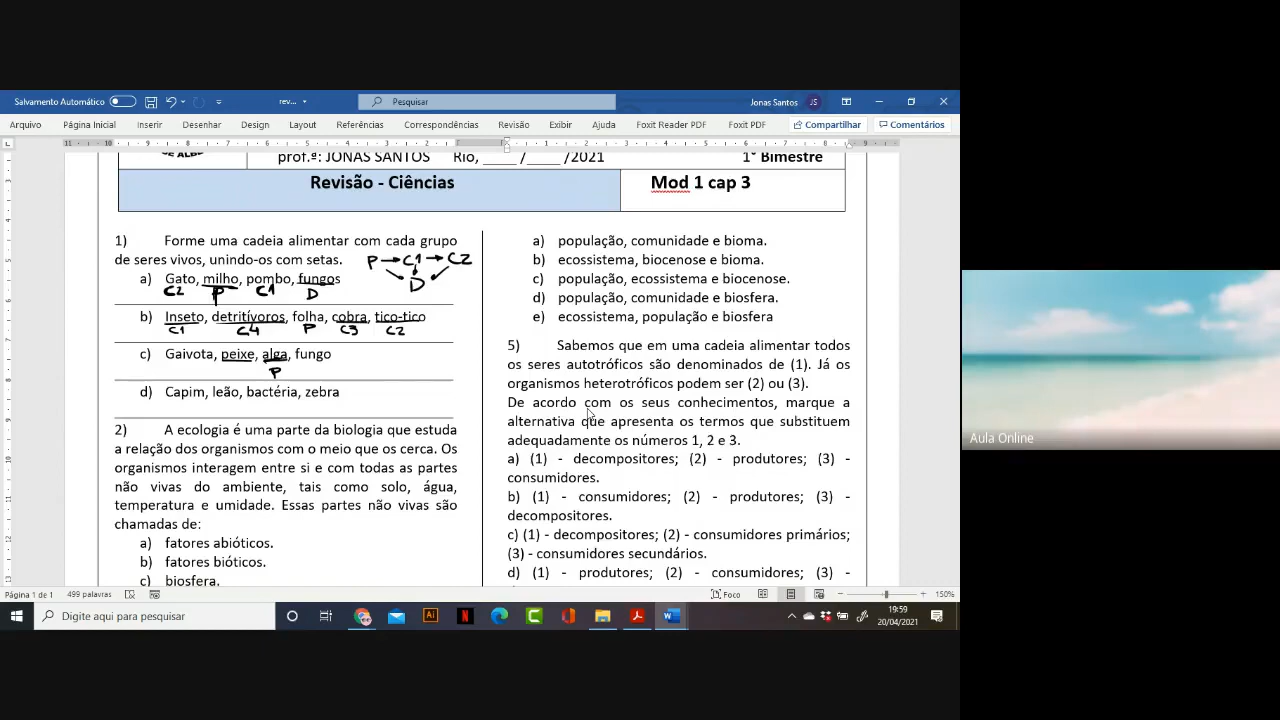 Salvamento Automático
rev...
Pesquisar
Jonas Santos
JS
Arquivo Página Inicial Inserir Desenhar Design Layout Referências Correspondências Revisão Exibir Ajuda Foxit Reader PDF Foxit PDF Compartilhar Comentários
prof.ª: JONAS SANTOS Rio, ____ /____ /2021 1° Bimestre
Revisão - Ciências Mod 1 cap 3
1) Forme uma cadeia alimentar com cada grupo
de seres vivos, unindo-os com setas.
P → C1 → C2
D
a) Gato, milho, pombo, fungos
C2 P C1 D
b) Inseto, detritívoros, folha, cobra, tico-tico
C1 C4 P C3 C2
c) Gaivota, peixe, alga, fungo
P
d) Capim, leão, bactéria, zebra
2) A ecologia é uma parte da biologia que estuda
a relação dos organismos com o meio que os cerca. Os
organismos interagem entre si e com todas as partes
não vivas do ambiente, tais como solo, água,
temperatura e umidade. Essas partes não vivas são
chamadas de:
a) fatores abióticos.
b) fatores bióticos.
c) biosfera.
a) população, comunidade e bioma.
b) ecossistema, biocenose e bioma.
c) população, ecossistema e biocenose.
d) população, comunidade e biosfera.
e) ecossistema, população e biosfera
5) Sabemos que em uma cadeia alimentar todos
os seres autotróficos são denominados de (1). Já os
organismos heterotróficos podem ser (2) ou (3).
De acordo com os seus conhecimentos, marque a
alternativa que apresenta os termos que substituem
adequadamente os números 1, 2 e 3.
a) (1) - decompositores; (2) - produtores; (3) -
consumidores.
b) (1) - consumidores; (2) - produtores; (3) -
decompositores.
c) (1) - decompositores; (2) - consumidores primários;
(3) - consumidores secundários.
d) (1) - produtores; (2) - consumidores; (3) -
Aula Online
Página 1 de 1 499 palavras Foco 150%
Digite aqui para pesquisar
19:59
20/04/2021